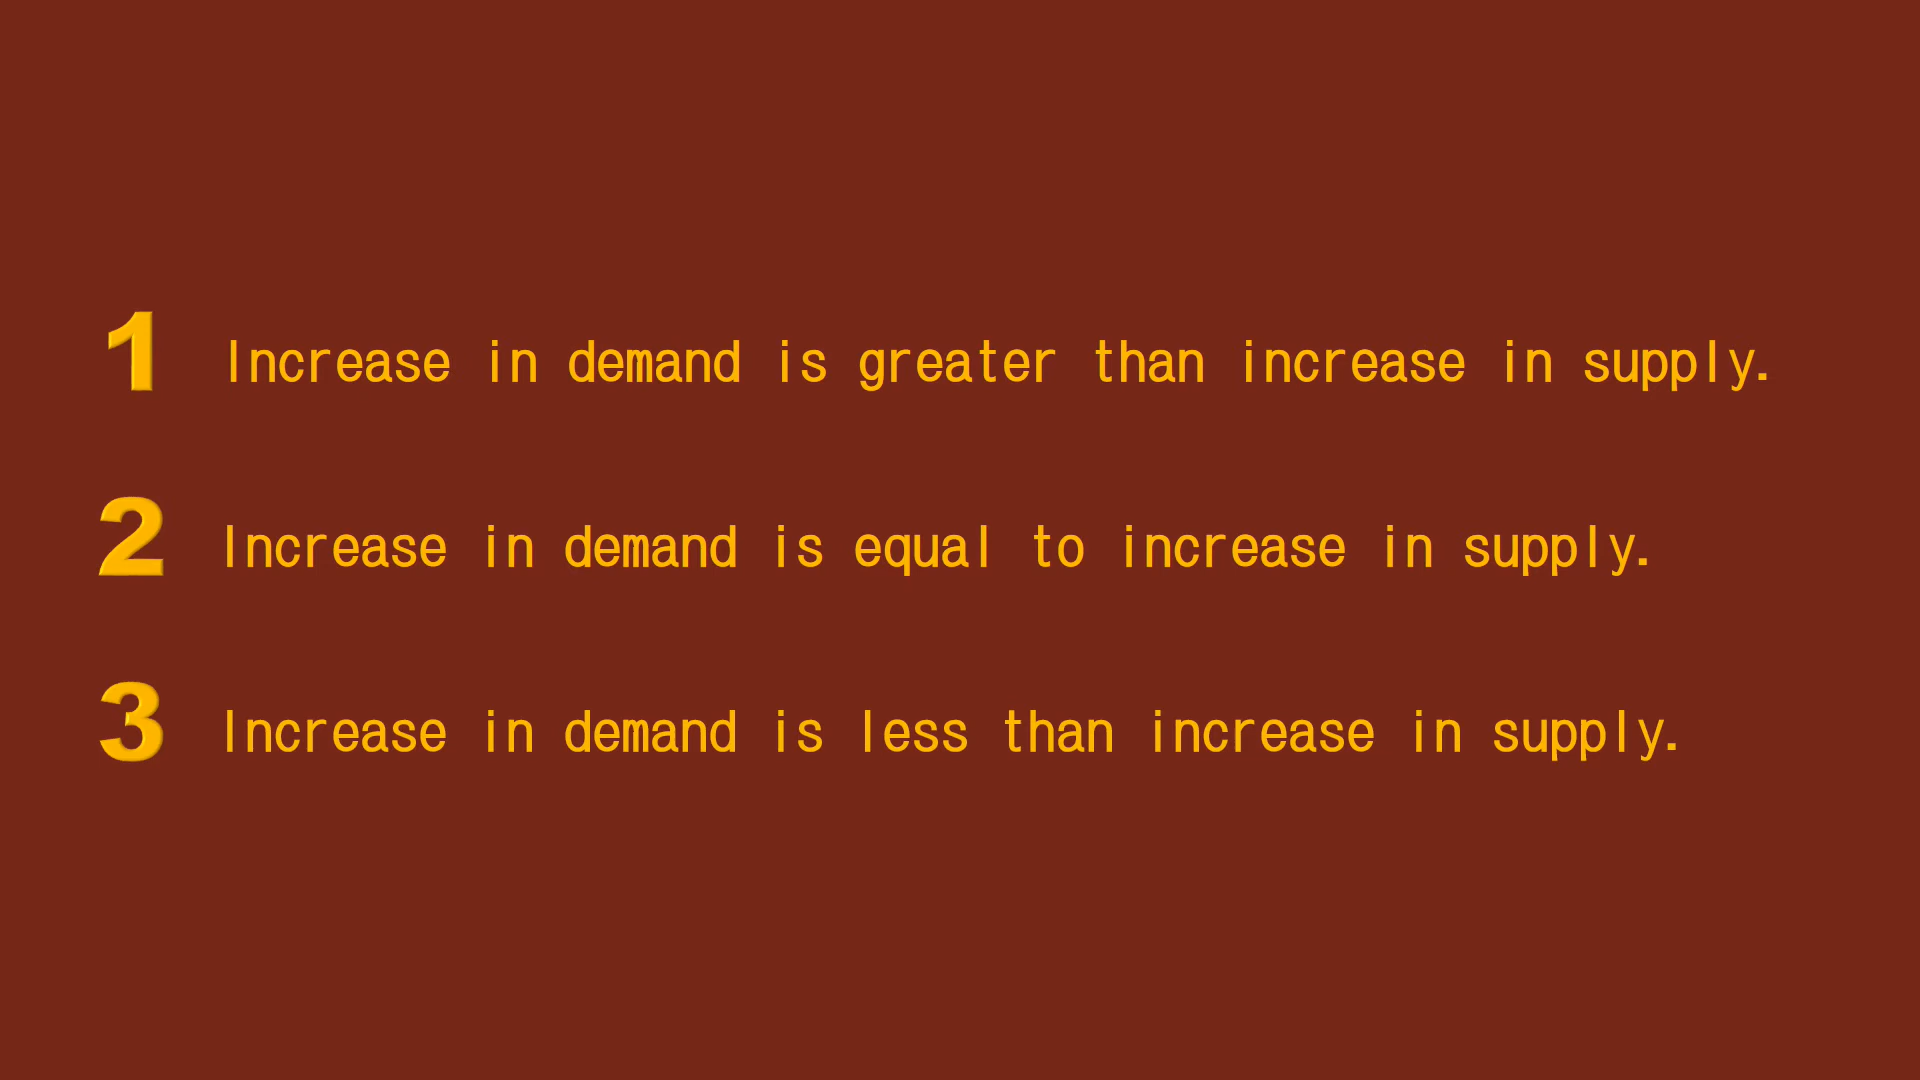 1 Increase in demand is greater than increase in supply.
2 Increase in demand is equal to increase in supply.
3 Increase in demand is less than increase in supply.